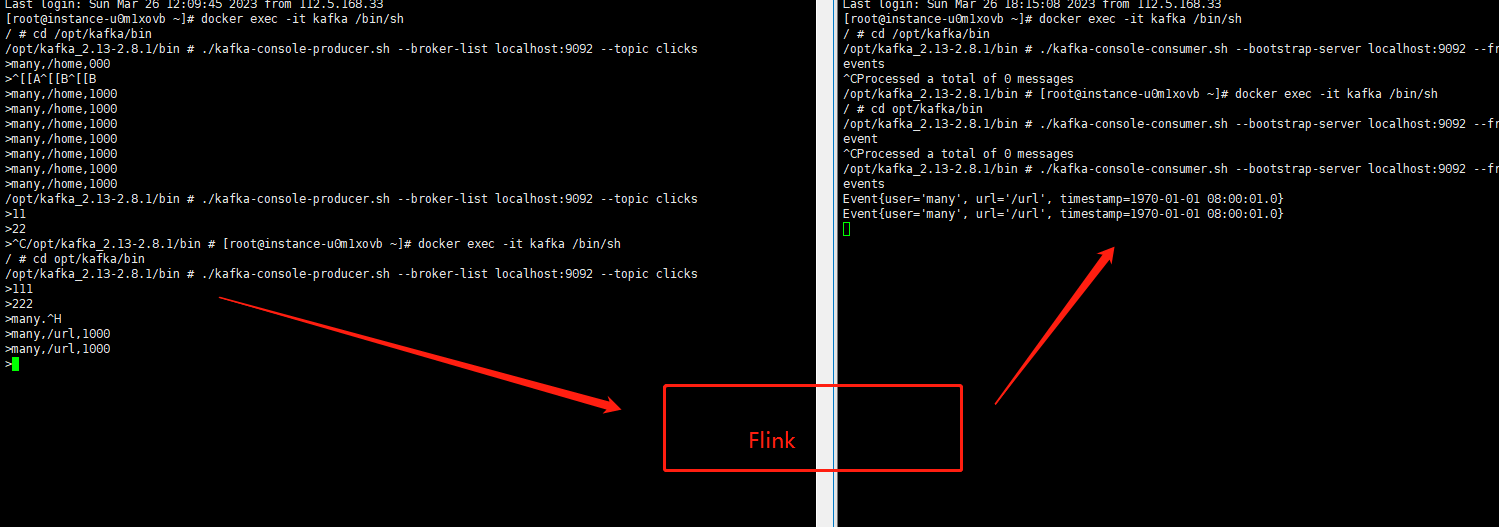 Last login: Sun Mar 26 12:09:45 2023 from 112.5.168.33
[root@instance-u0m1xovb ~]# docker exec -it kafka /bin/sh
/ # cd /opt/kafka/bin
/opt/kafka_2.13-2.8.1/bin # ./kafka-console-producer.sh --broker-list localhost:9092 --topic clicks
>many,/home,000
>^[[A^[[B^[[B
>many,/home,1000
>many,/home,1000
>many,/home,1000
>many,/home,1000
>many,/home,1000
>many,/home,1000
>many,/home,1000
/opt/kafka_2.13-2.8.1/bin # ./kafka-console-producer.sh --broker-list localhost:9092 --topic clicks
>11
>22
>^C/opt/kafka_2.13-2.8.1/bin # [root@instance-u0m1xovb ~]# docker exec -it kafka /bin/sh
/ # cd opt/kafka/bin
/opt/kafka_2.13-2.8.1/bin # ./kafka-console-producer.sh --broker-list localhost:9092 --topic clicks
>111
>222
>many.^H
>many,/url,1000
>many,/url,1000
>
Last login: Sun Mar 26 18:15:08 2023 from 112.5.168.33
[root@instance-u0m1xovb ~]# docker exec -it kafka /bin/sh
/ # cd /opt/kafka/bin
/opt/kafka_2.13-2.8.1/bin # ./kafka-console-consumer.sh --bootstrap-server localhost:9092 --fr
events
^CProcessed a total of 0 messages
/opt/kafka_2.13-2.8.1/bin # [root@instance-u0m1xovb ~]# docker exec -it kafka /bin/sh
/ # cd opt/kafka/bin
/opt/kafka_2.13-2.8.1/bin # ./kafka-console-consumer.sh --bootstrap-server localhost:9092 --fr
event
^CProcessed a total of 0 messages
/opt/kafka_2.13-2.8.1/bin # ./kafka-console-consumer.sh --bootstrap-server localhost:9092 --fr
events
Event{user='many', url='/url', timestamp=1970-01-01 08:00:01.0}
Event{user='many', url='/url', timestamp=1970-01-01 08:00:01.0}
Flink